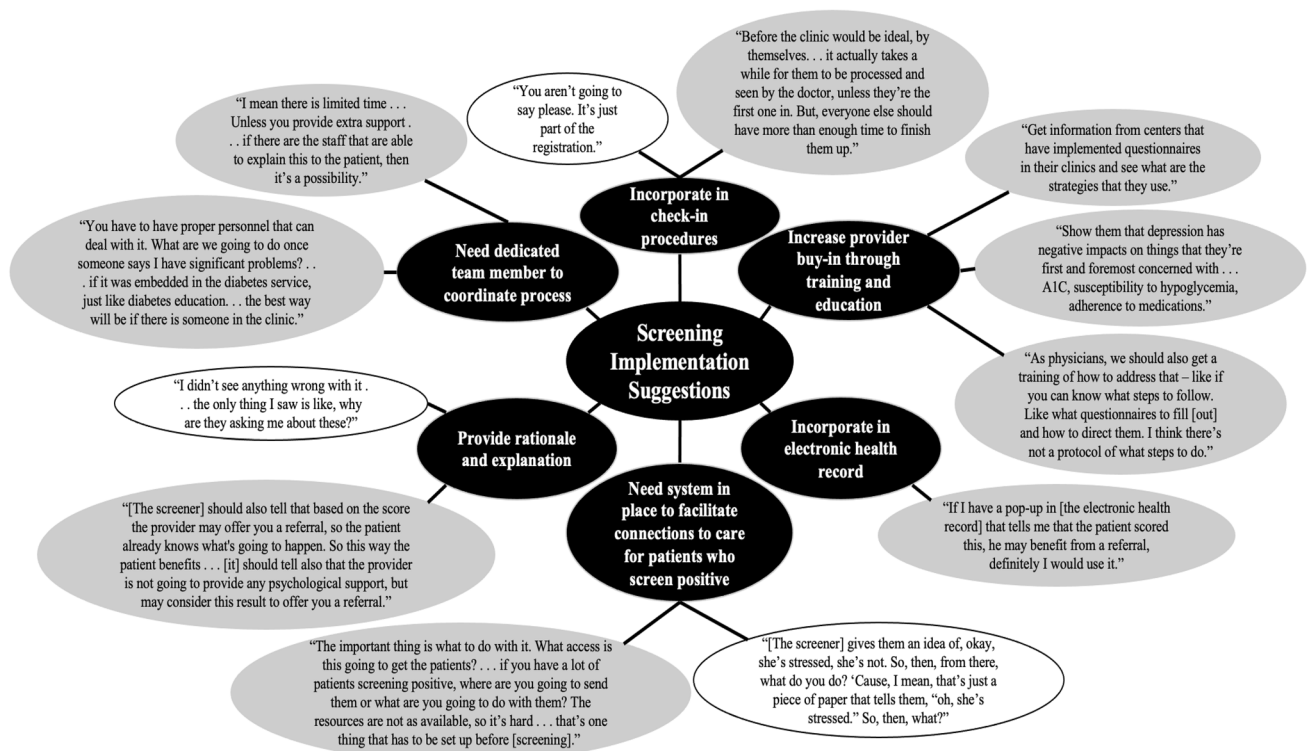 “Before the clinic would be ideal, by
themselves. . . it actually takes a
while for them to be processed and
seen by the doctor, unless they’re the
first one in. But, everyone else should
have more than enough time to finish
them up.”
“You aren’t going to
say please. It’s just
part of the
registration.”
“I mean there is limited time . . .
Unless you provide extra support .
. . if there are the staff that are able
to explain this to the patient, then
it’s a possibility.”
“Get information from centers that
have implemented questionnaires
in their clinics and see what are the
strategies that they use.”
Incorporate in
check-in
procedures
“You have to have proper personnel that can
deal with it. What are we going to do once
someone says I have significant problems? . .
. if it was embedded in the diabetes service,
just like diabetes education. . . the best way
will be if there is someone in the clinic.”
Need dedicated
team member to
coordinate process
Increase provider
buy-in through
training and
education
“Show them that depression has
negative impacts on things that they’re
first and foremost concerned with . . .
A1C, susceptibility to hypoglycemia,
adherence to medications.”
Screening
Implementation
Suggestions
“As physicians, we should also get a
training of how to address that – like if
you can know what steps to follow.
Like what questionnaires to fill [out]
and how to direct them. I think there’s
not a protocol of what steps to do.”
“I didn’t see anything wrong with it .
. . the only thing I saw is like, why
are they asking me about these?”
Provide rationale
and explanation
Incorporate in
electronic health
record
“[The screener] should also tell that based on the score
the provider may offer you a referral, so the patient
already knows what's going to happen. So this way the
patient benefits . . . [it] should tell also that the provider
is not going to provide any psychological support, but
may consider this result to offer you a referral.”
Need system in
place to facilitate
connections to care
for patients who
screen positive
“If I have a pop-up in [the electronic health
record] that tells me that the patient scored
this, he may benefit from a referral,
definitely I would use it.”
“The important thing is what to do with it. What access is
this going to get the patients? . . . if you have a lot of
patients screening positive, where are you going to send
them or what are you going to do with them? The
resources are not as available, so it’s hard . . . that’s one
thing that has to be set up before [screening].”
“[The screener] gives them an idea of, okay,
she’s stressed, she’s not. So, then, from there,
what do you do? ‘Cause, I mean, that’s just a
piece of paper that tells them, “oh, she’s
stressed.” So, then, what?”